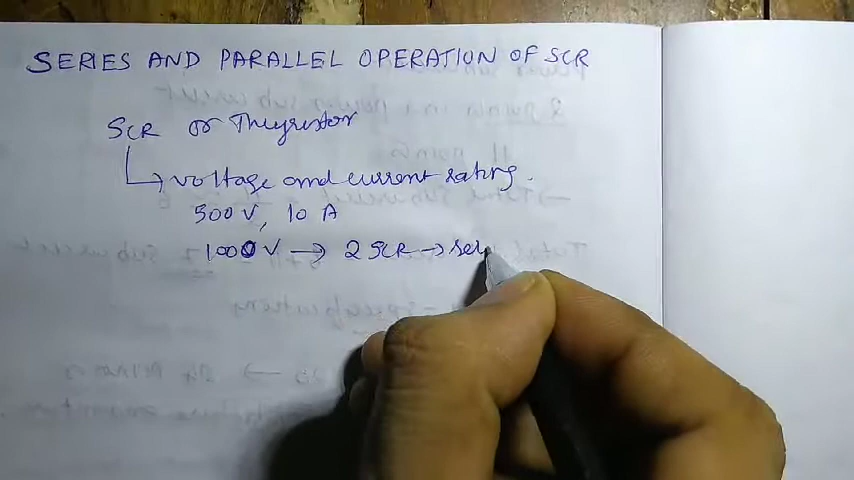 SERIES AND PARALLEL OPERATION OF SCR
SCR or Thyristor
voltage and current rating.
500 V, 10 A
1000 V → 2 SCR → ser